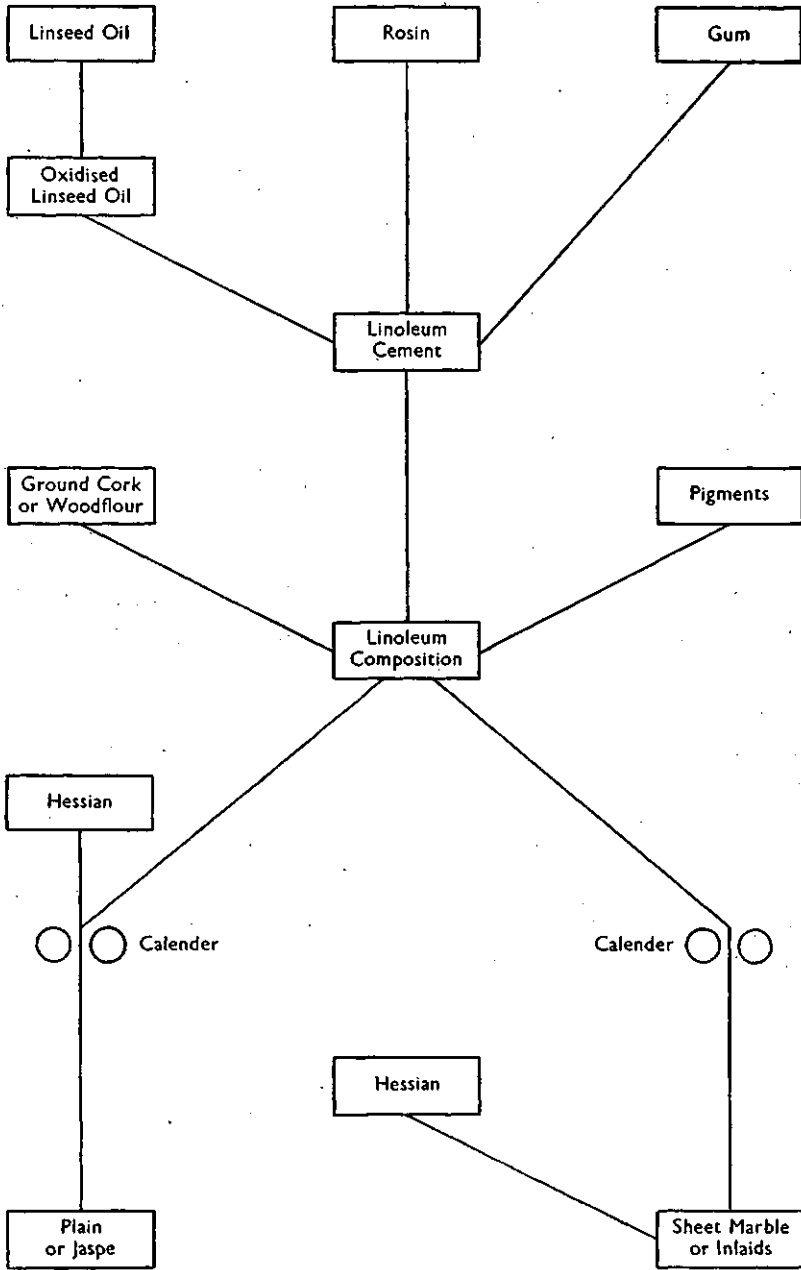 Linseed Oil
Rosin
Gum
Oxidised
Linseed Oil
Linoleum
Cement
Ground Cork
or Woodflour
Pigments
Linoleum
Composition
Hessian
Calender
Calender
Hessian
Plain
or Jaspe
Sheet Marble
or Inlaids